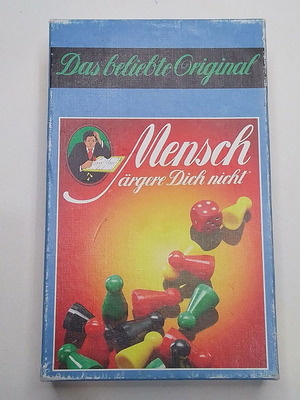 Das beliebte Original
Mensch
ärgere Dich nicht